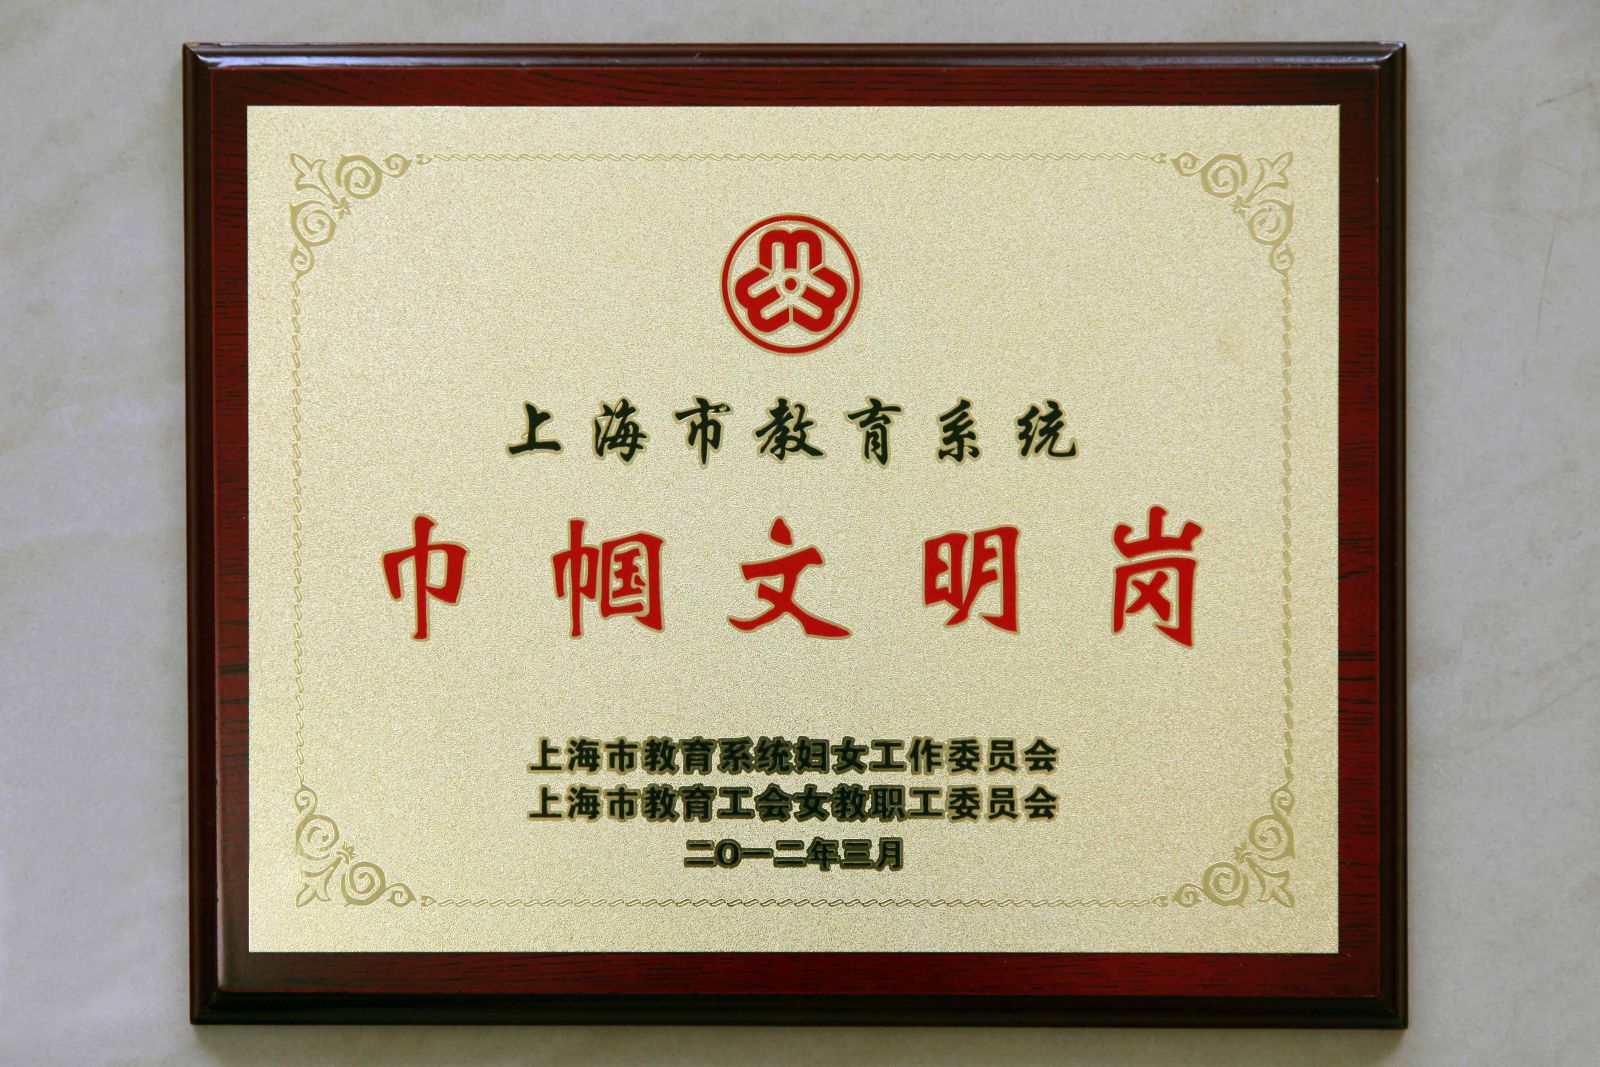 上海市教育系统
巾帼文明岗
上海市教育系统妇女工作委员会
上海市教育工会女教职工委员会
二〇一二年三月